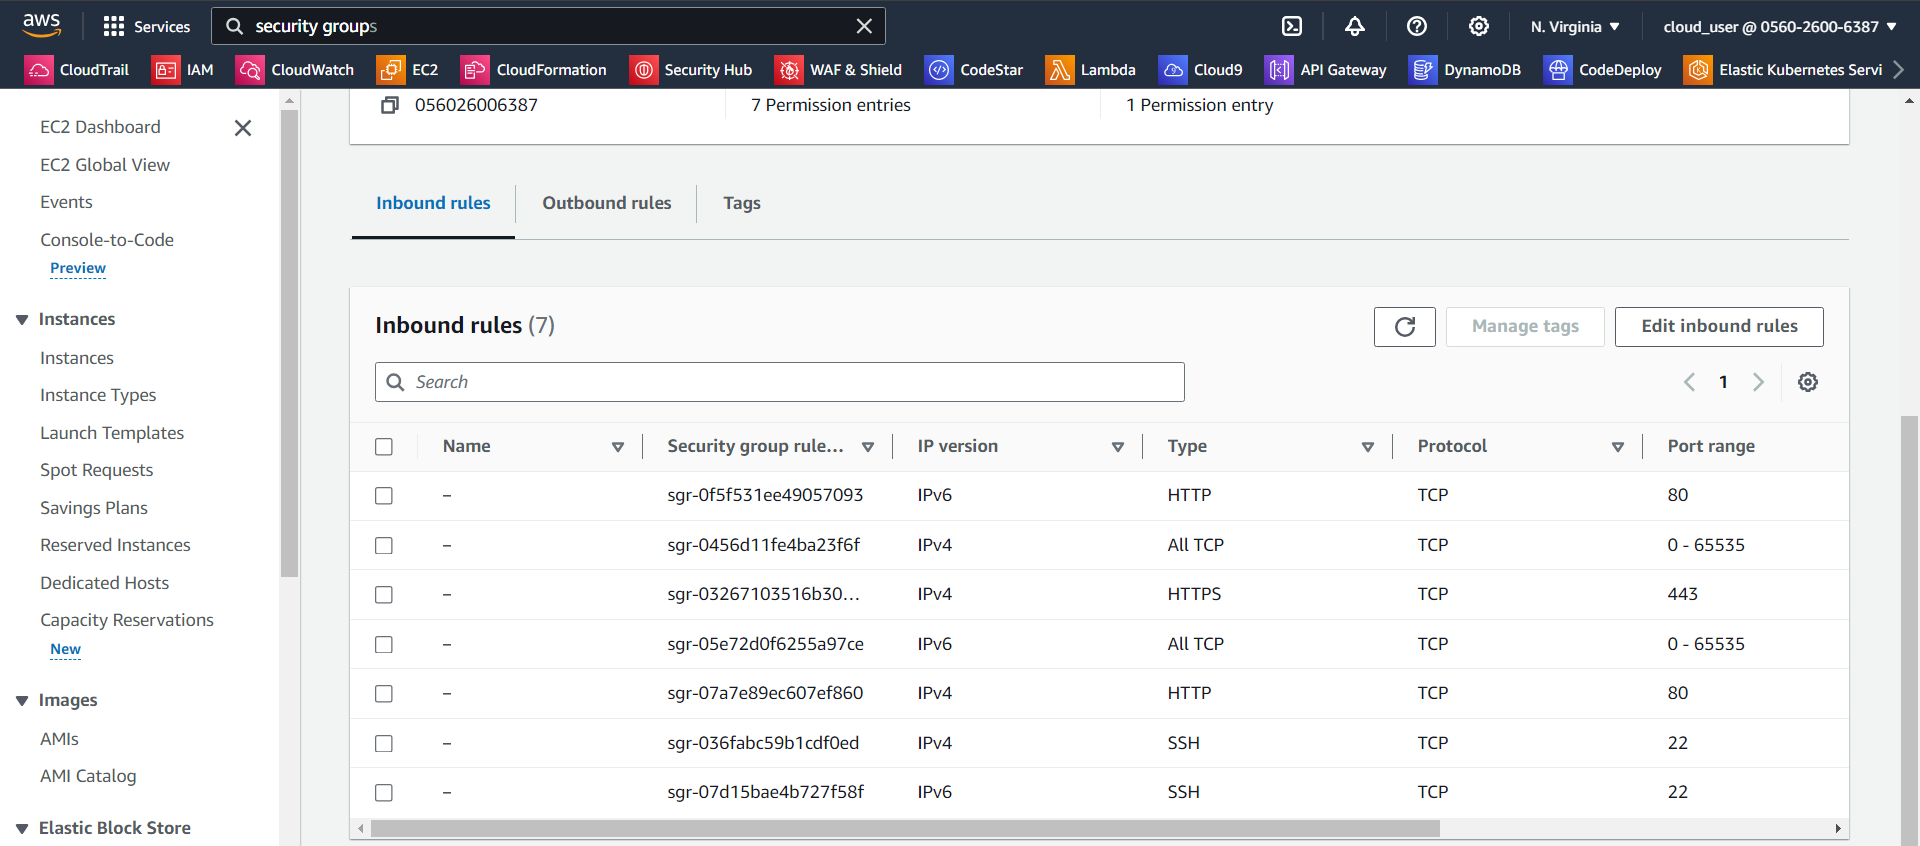 aws Services security groups N. Virginia cloud_user @ 0560-2600-6387
CloudTrail IAM CloudWatch EC2 CloudFormation Security Hub WAF & Shield CodeStar Lambda Cloud9 API Gateway DynamoDB CodeDeploy Elastic Kubernetes Servi
EC2 Dashboard
EC2 Global View
Events
Console-to-Code
Preview
Instances
Instances
Instance Types
Launch Templates
Spot Requests
Savings Plans
Reserved Instances
Dedicated Hosts
Capacity Reservations
New
Images
AMIs
AMI Catalog
Elastic Block Store
056026006387 7 Permission entries 1 Permission entry
Inbound rules Outbound rules Tags
Inbound rules (7) Manage tags Edit inbound rules
Search 1
Name Security group rule... IP version Type Protocol Port range
– sgr-0f5f531ee49057093 IPv6 HTTP TCP 80
– sgr-0456d11fe4ba23f6f IPv4 All TCP TCP 0 - 65535
– sgr-03267103516b30... IPv4 HTTPS TCP 443
– sgr-05e72d0f6255a97ce IPv6 All TCP TCP 0 - 65535
– sgr-07a7e89ec607ef860 IPv4 HTTP TCP 80
– sgr-036fabc59b1cdf0ed IPv4 SSH TCP 22
– sgr-07d15bae4b727f58f IPv6 SSH TCP 22